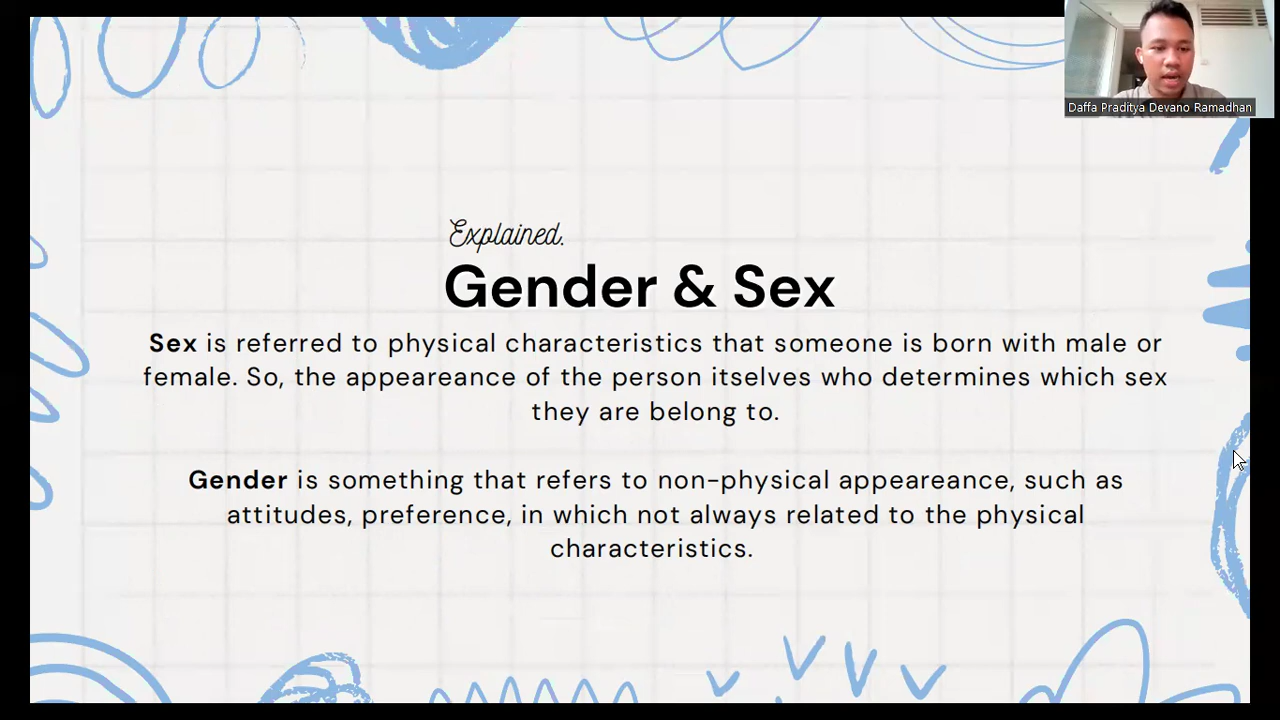 Daffa Praditya Devano Ramadhan
Explained.
Gender & Sex
Sex is referred to physical characteristics that someone is born with male or
female. So, the appeareance of the person itselves who determines which sex
they are belong to.
Gender is something that refers to non-physical appeareance, such as
attitudes, preference, in which not always related to the physical
characteristics.